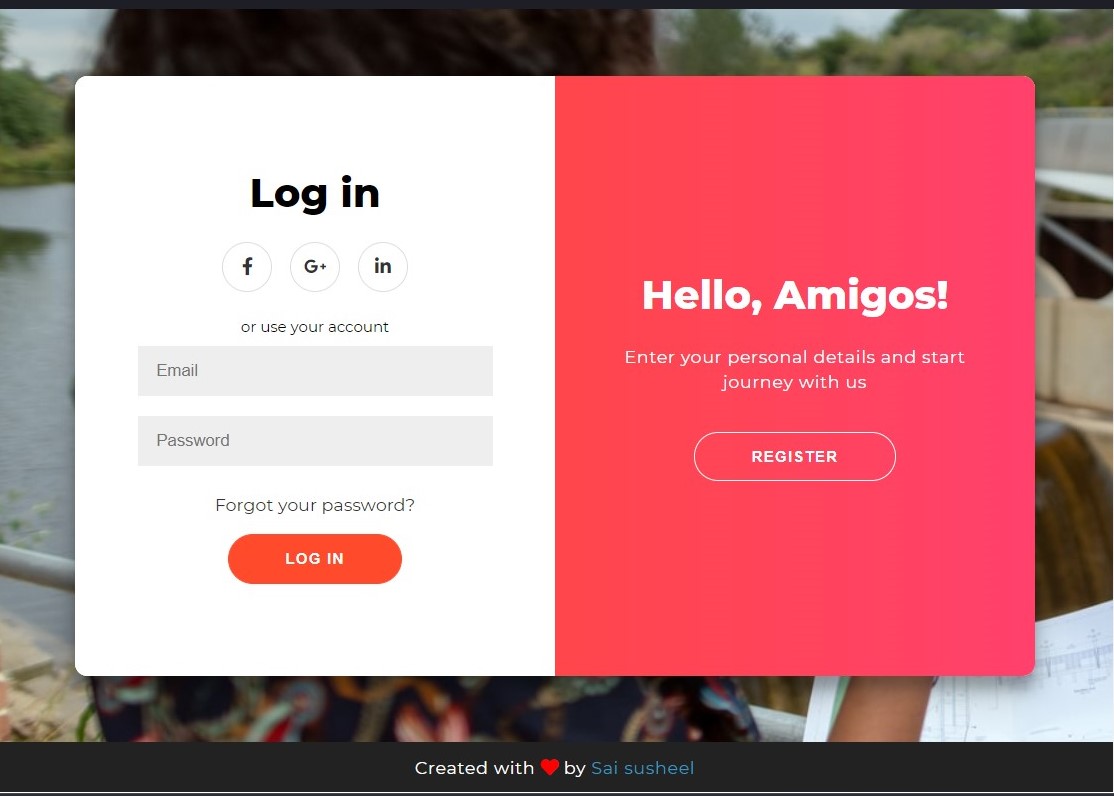 Log in
f G+ in
or use your account
Email
Password
Forgot your password?
LOG IN
Hello, Amigos!
Enter your personal details and start
journey with us
REGISTER
Created with ❤ by Sai susheel